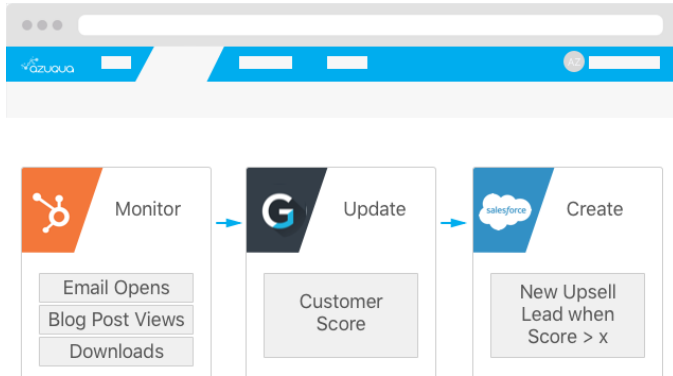 azuqua
AZ
Monitor
Update
salesforce
Create
Email Opens
Blog Post Views
Downloads
Customer
Score
New Upsell
Lead when
Score > x